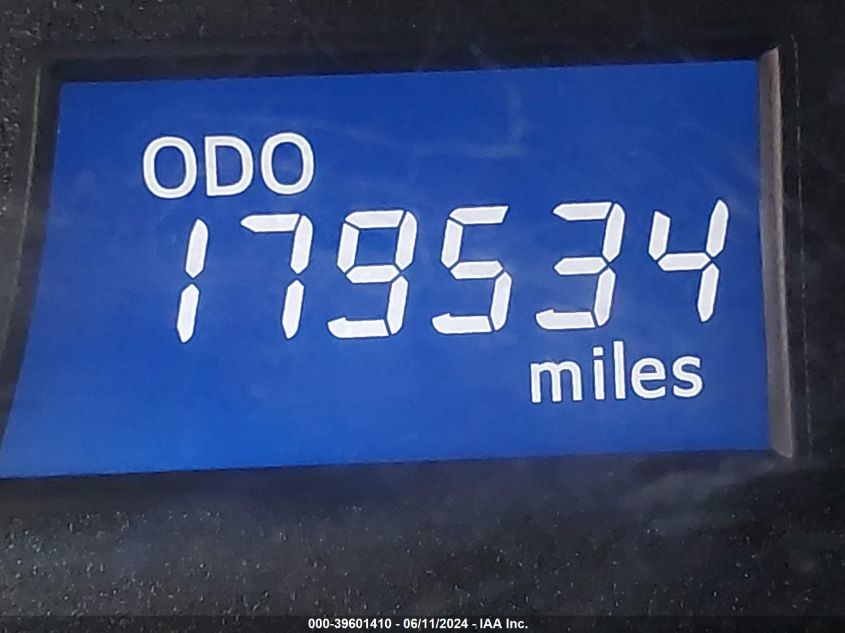 ODO
179534
miles
000-39601410 - 06/11/2024 - IAA Inc.